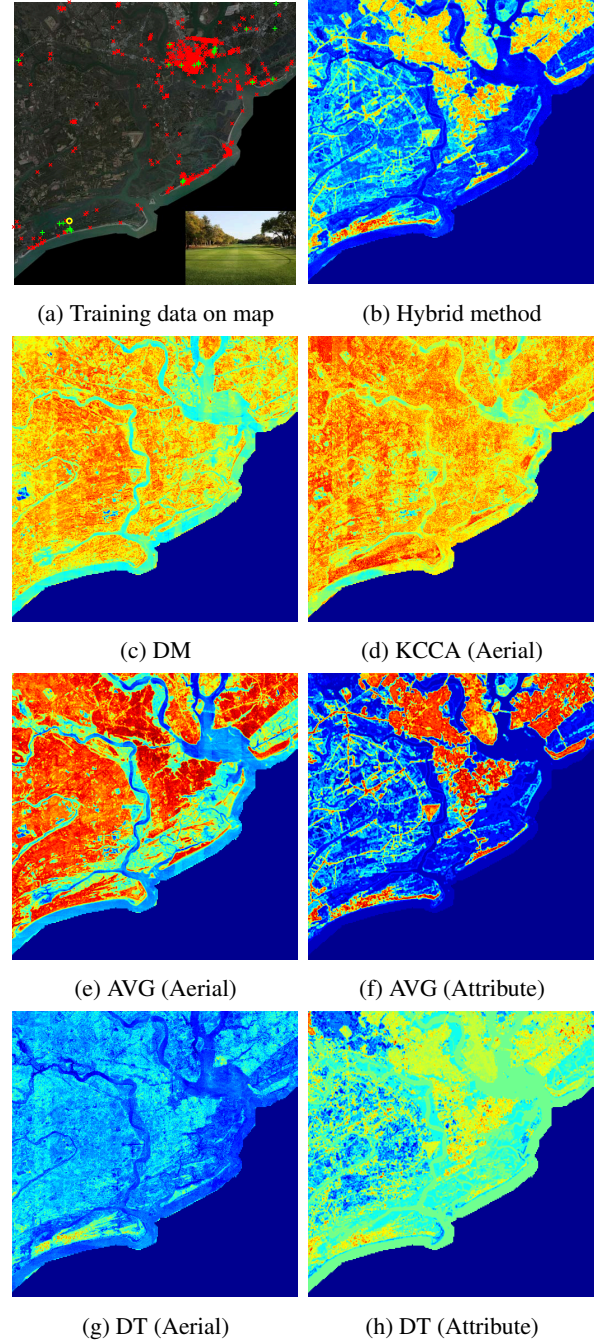 (a) Training data on map
(b) Hybrid method
(c) DM
(d) KCCA (Aerial)
(e) AVG (Aerial)
(f) AVG (Attribute)
(g) DT (Aerial)
(h) DT (Attribute)